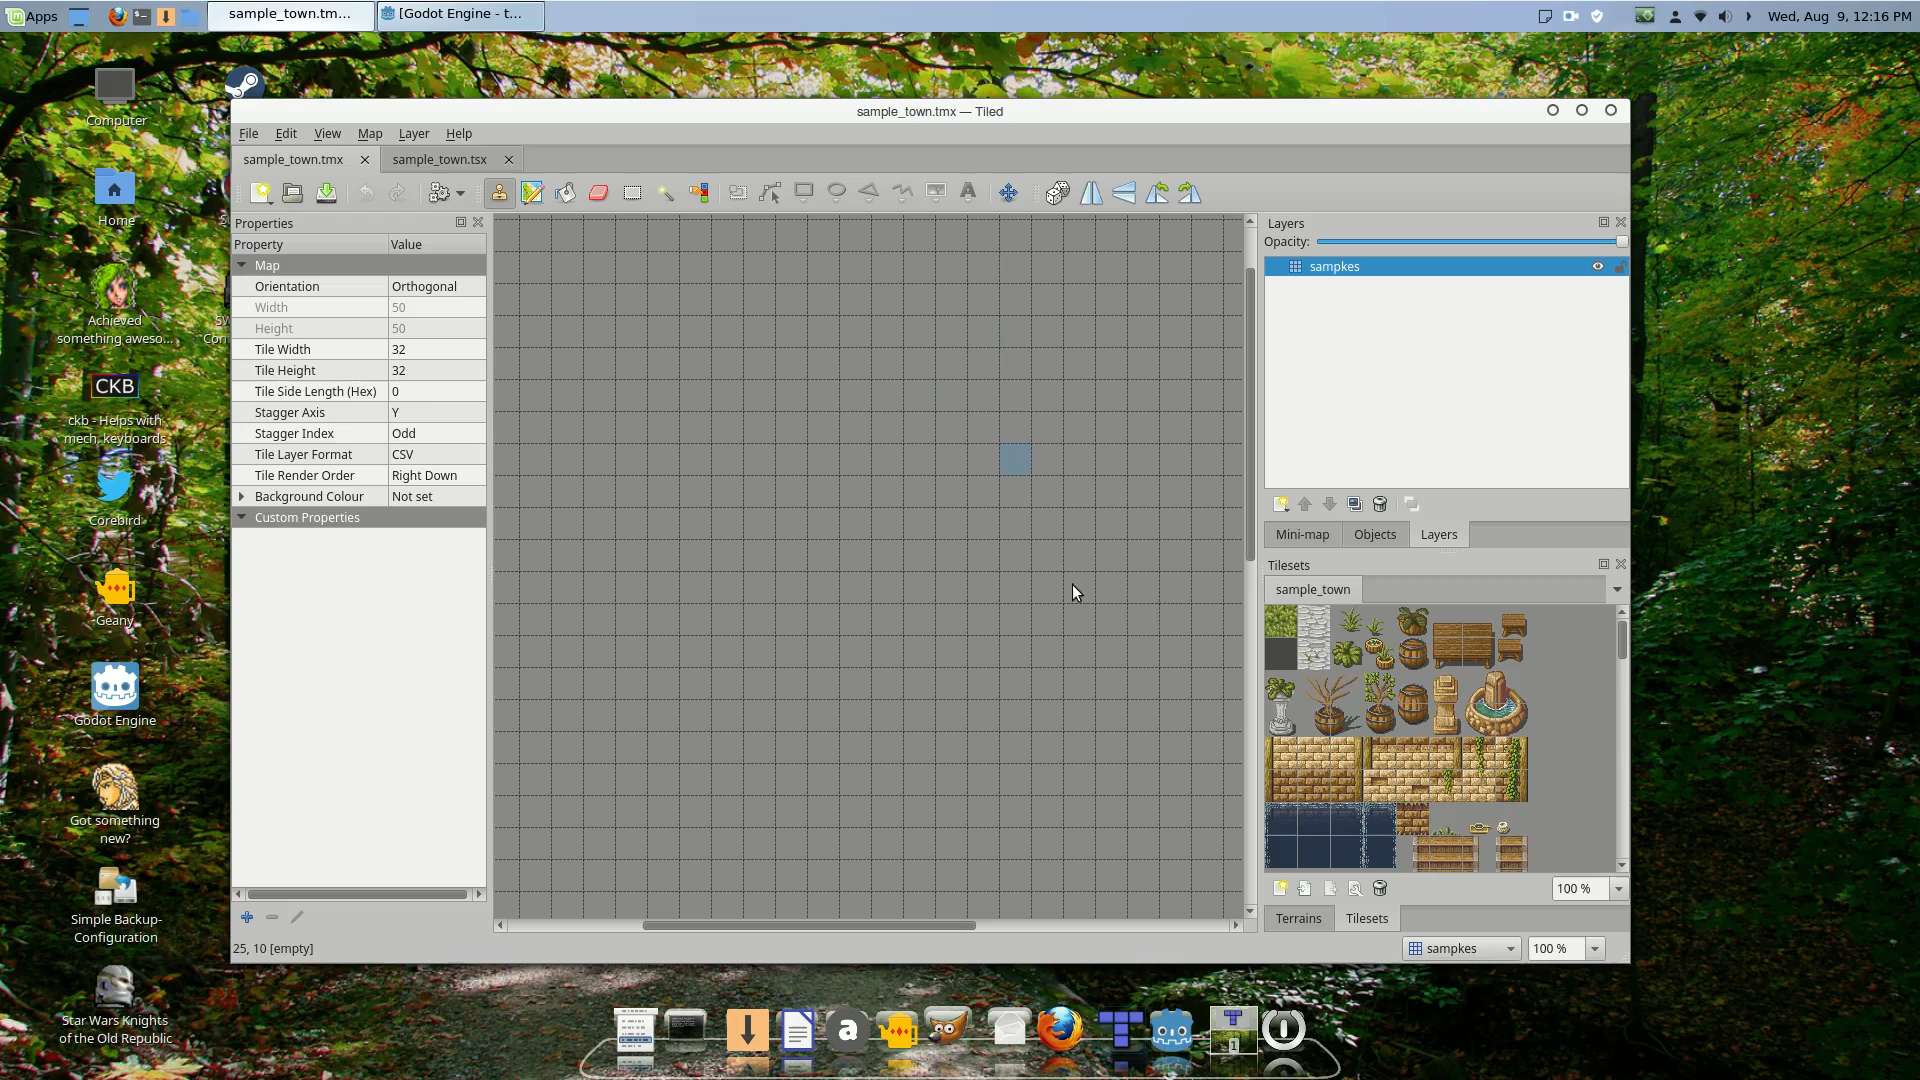 Apps
sample_town.tm...
[Godot Engine - t...
Wed, Aug 9, 12:16 PM
Computer
Home
Achieved
something aweso...
CKB
ckb - Helps with
mech. keyboards
Corebird
Geany
Godot Engine
Got something
new?
Simple Backup-
Configuration
Star Wars Knights
of the Old Republic
sample_town.tmx — Tiled
File Edit View Map Layer Help
sample_town.tmx
sample_town.tsx
Properties
Property Value
Map
Orientation Orthogonal
Width 50
Height 50
Tile Width 32
Tile Height 32
Tile Side Length (Hex) 0
Stagger Axis Y
Stagger Index Odd
Tile Layer Format CSV
Tile Render Order Right Down
Background Colour Not set
Custom Properties
25, 10 [empty]
Layers
Opacity:
sampkes
Mini-map Objects Layers
Tilesets
sample_town
100 %
Terrains Tilesets
sampkes
100 %
a
1